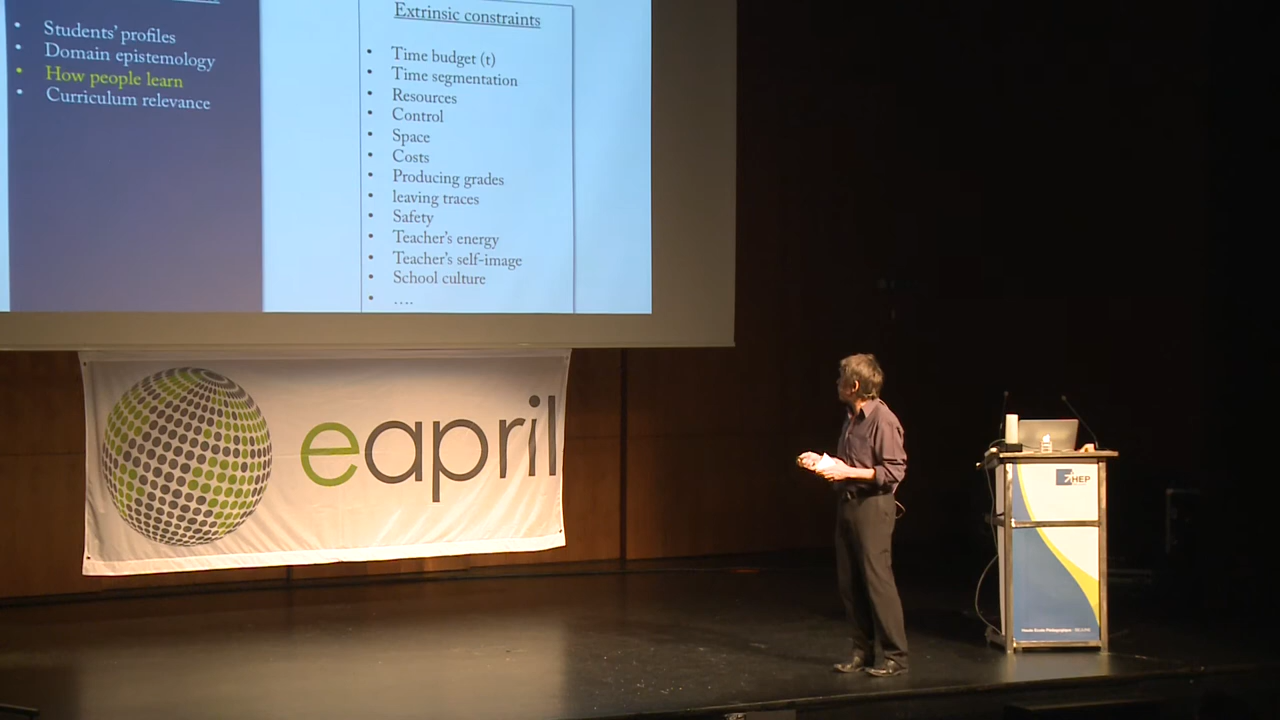 • Students' profiles
• Domain epistemology
• How people learn
• Curriculum relevance
Extrinsic constraints
• Time budget (t)
• Time segmentation
• Resources
• Control
• Space
• Costs
• Producing grades
• leaving traces
• Safety
• Teacher's energy
• Teacher's self-image
• School culture
• ....
eapril
HEP